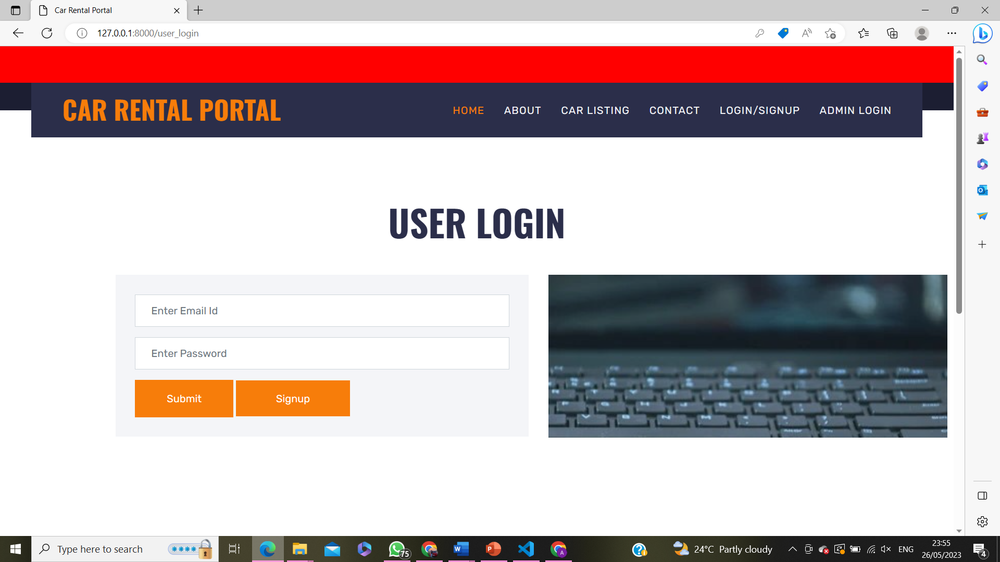 Car Rental Portal
127.0.0.1:8000/user_login
CAR RENTAL PORTAL
HOME ABOUT CAR LISTING CONTACT LOGIN/SIGNUP ADMIN LOGIN
USER LOGIN
Enter Email Id
Enter Password
Submit Signup
Type here to search
75
24°C Partly cloudy
ENG
23:55
26/05/2023
4